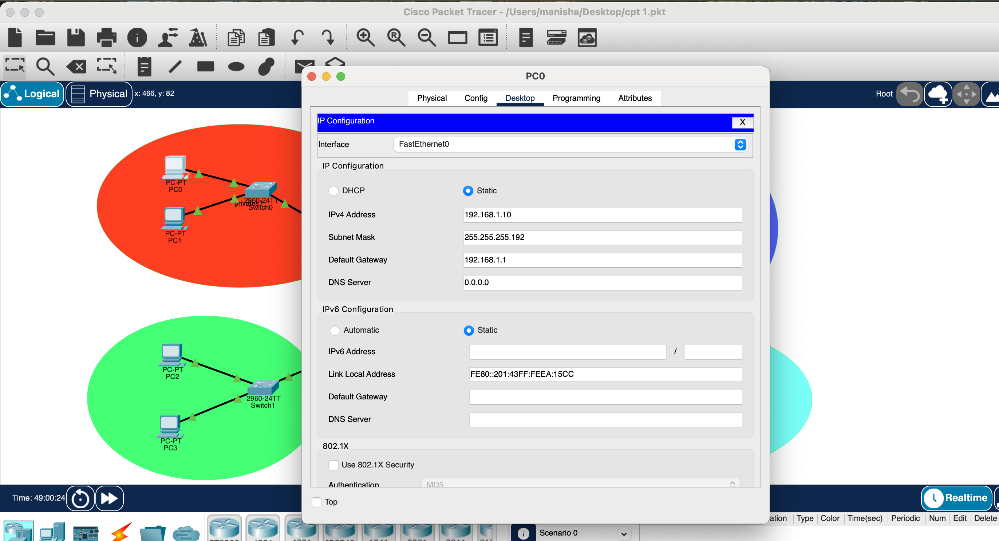 Cisco Packet Tracer - /Users/manisha/Desktop/cpt 1.pkt
Logical
Physical
x: 466, y: 82
Root
PC0
Physical
Config
Desktop
Programming
Attributes
IP Configuration
X
Interface
FastEthernet0
IP Configuration
DHCP
Static
IPv4 Address
192.168.1.10
Subnet Mask
255.255.255.192
Default Gateway
192.168.1.1
DNS Server
0.0.0.0
IPv6 Configuration
Automatic
Static
IPv6 Address
/
Link Local Address
FE80::201:43FF:FEEA:15CC
Default Gateway
DNS Server
802.1X
Use 802.1X Security
Authentication
MD5
Top
PC-PT
PC0
2960-24TT
privates1
Switch0
PC-PT
PC1
PC-PT
PC2
2960-24TT
Switch1
PC-PT
PC3
Time: 49:00:24
Realtime
ation
Type
Color
Time(sec)
Periodic
Num
Edit
Delete
Scenario 0